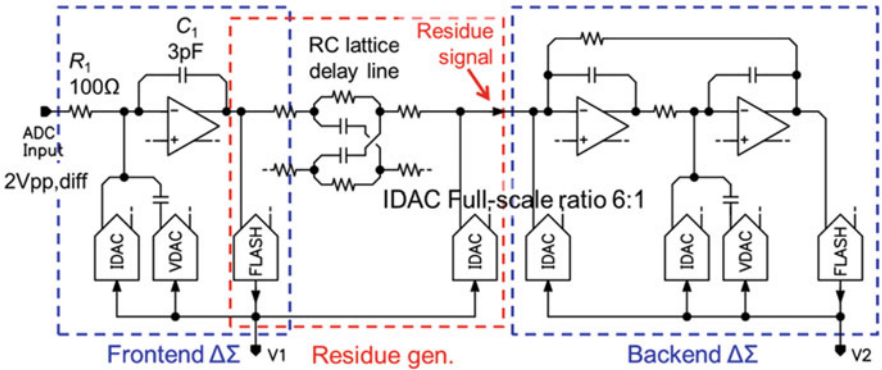 C1
3pF
R1
100Ω
ADC
Input
2Vpp,diff
RC lattice
delay line
Residue
signal
IDAC Full-scale ratio 6:1
− +
− +
− +
IDAC
VDAC
FLASH
IDAC
IDAC
IDAC
VDAC
FLASH
Frontend ΔΣ
V1
Residue gen.
Backend ΔΣ
V2